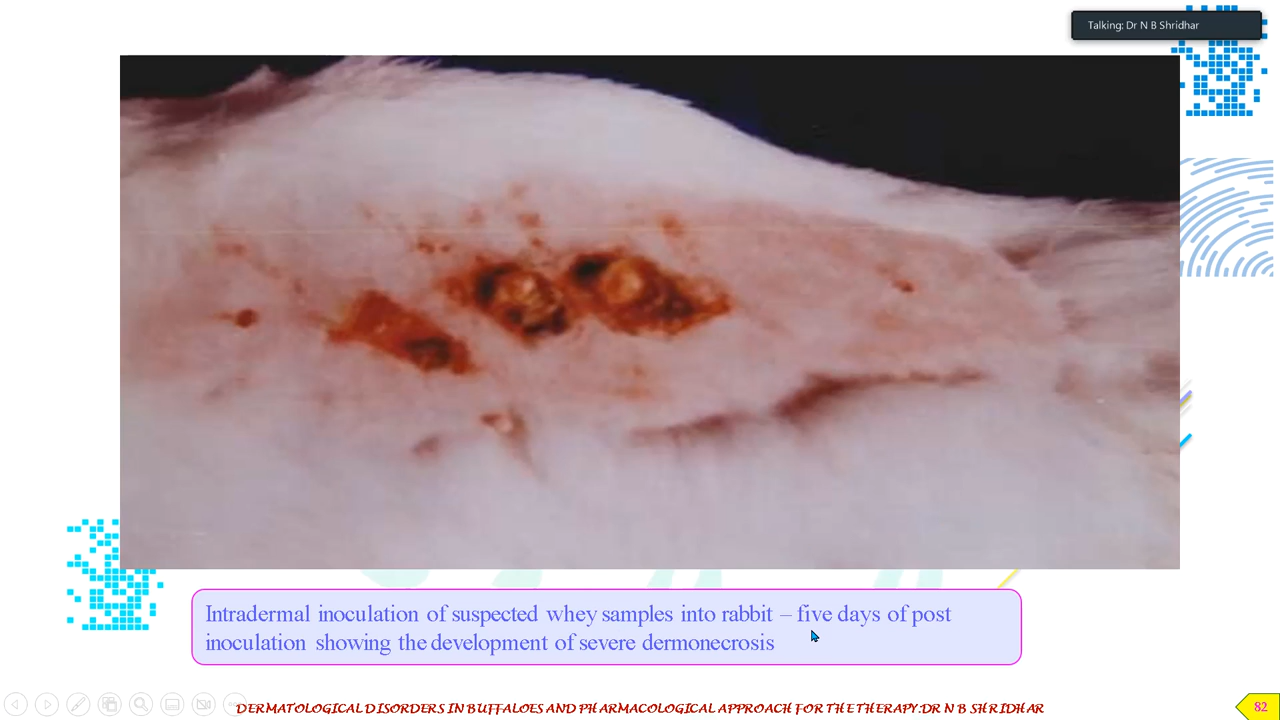 Talking: Dr N B Shridhar
Intradermal inoculation of suspected whey samples into rabbit – five days of post
inoculation showing the development of severe dermonecrosis
DERMATOLOGICAL DISORDERS IN BUFFALOES AND PHARMACOLOGICAL APPROACH FOR THE THERAPY:DR N B SHRIDHAR
82